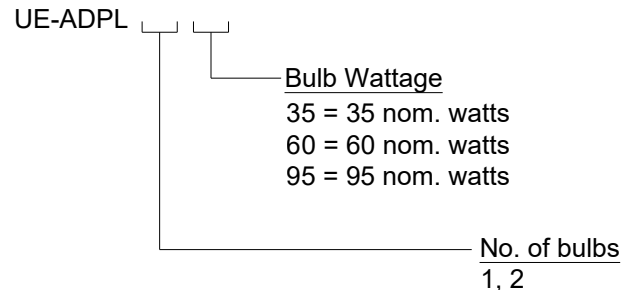 UE-ADPL
Bulb Wattage
35 = 35 nom. watts
60 = 60 nom. watts
95 = 95 nom. watts
No. of bulbs
1, 2